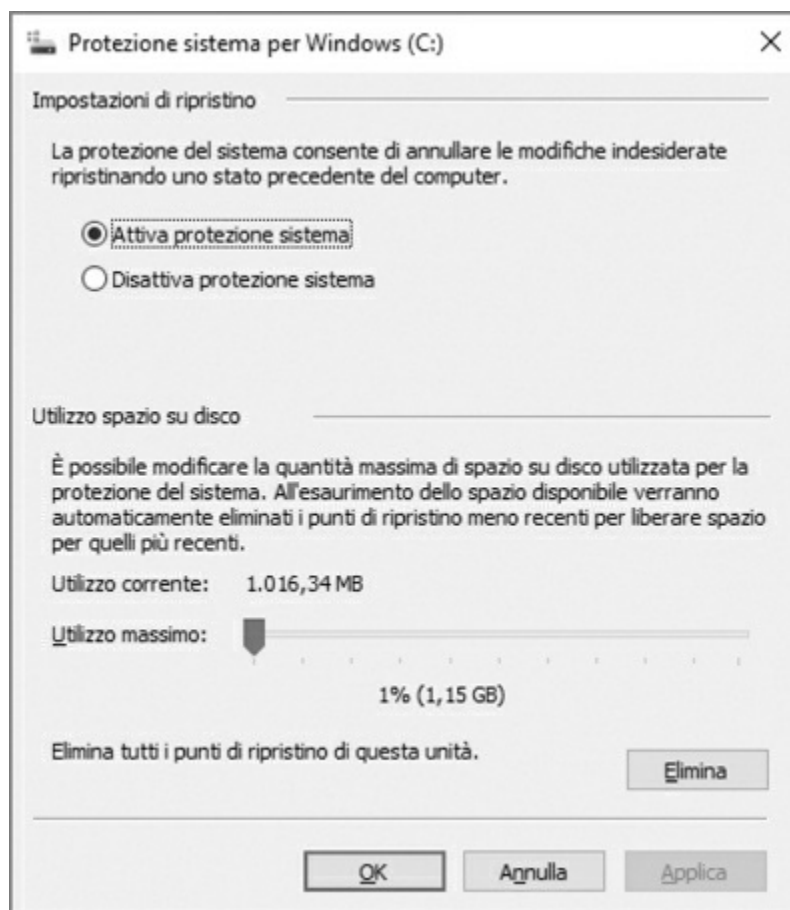 Protezione sistema per Windows (C:)
Impostazioni di ripristino
La protezione del sistema consente di annullare le modifiche indesiderate
ripristinando uno stato precedente del computer.
Attiva protezione sistema
Disattiva protezione sistema
Utilizzo spazio su disco
È possibile modificare la quantità massima di spazio su disco utilizzata per la
protezione del sistema. All'esaurimento dello spazio disponibile verranno
automaticamente eliminati i punti di ripristino meno recenti per liberare spazio
per quelli più recenti.
Utilizzo corrente: 1.016,34 MB
Utilizzo massimo:
1% (1,15 GB)
Elimina tutti i punti di ripristino di questa unità.
Elimina
OK Annulla Applica